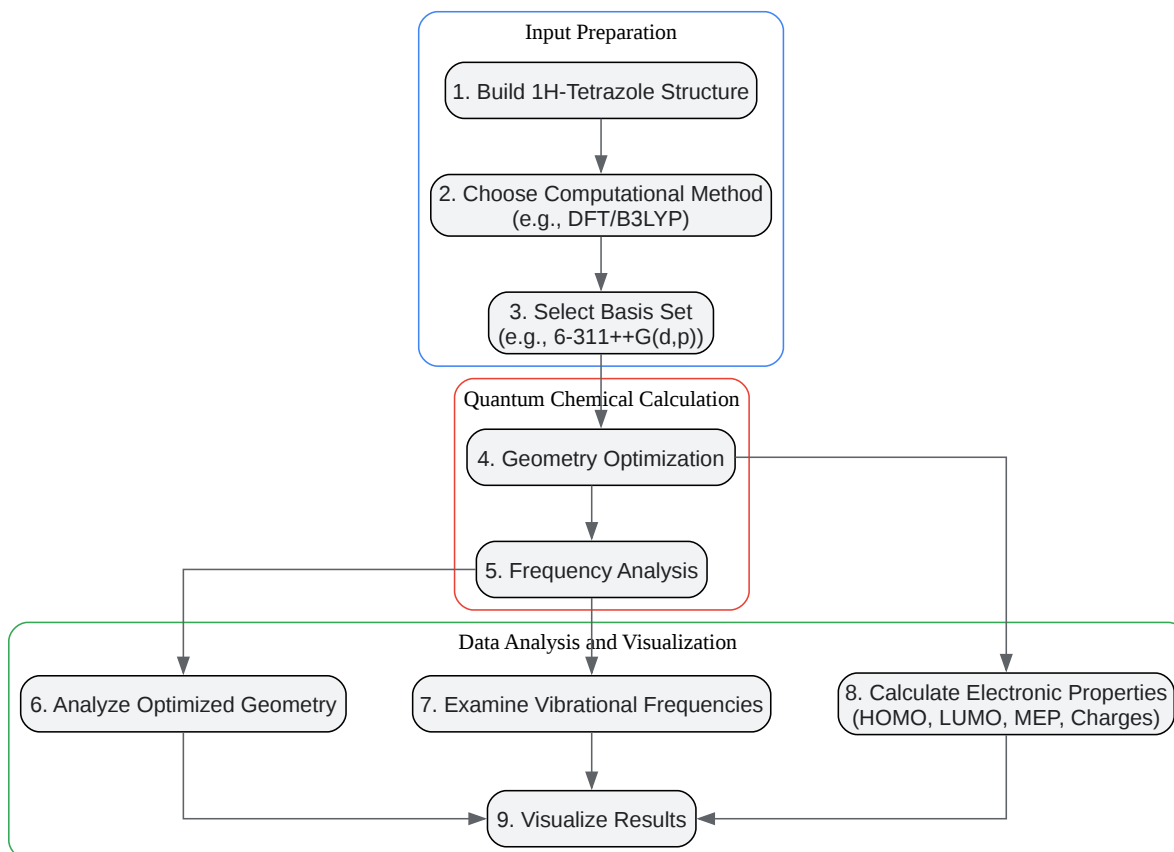 Input Preparation
1. Build 1H-Tetrazole Structure
2. Choose Computational Method
(e.g., DFT/B3LYP)
3. Select Basis Set
(e.g., 6-311++G(d,p))
Quantum Chemical Calculation
4. Geometry Optimization
5. Frequency Analysis
Data Analysis and Visualization
6. Analyze Optimized Geometry
7. Examine Vibrational Frequencies
8. Calculate Electronic Properties
(HOMO, LUMO, MEP, Charges)
9. Visualize Results